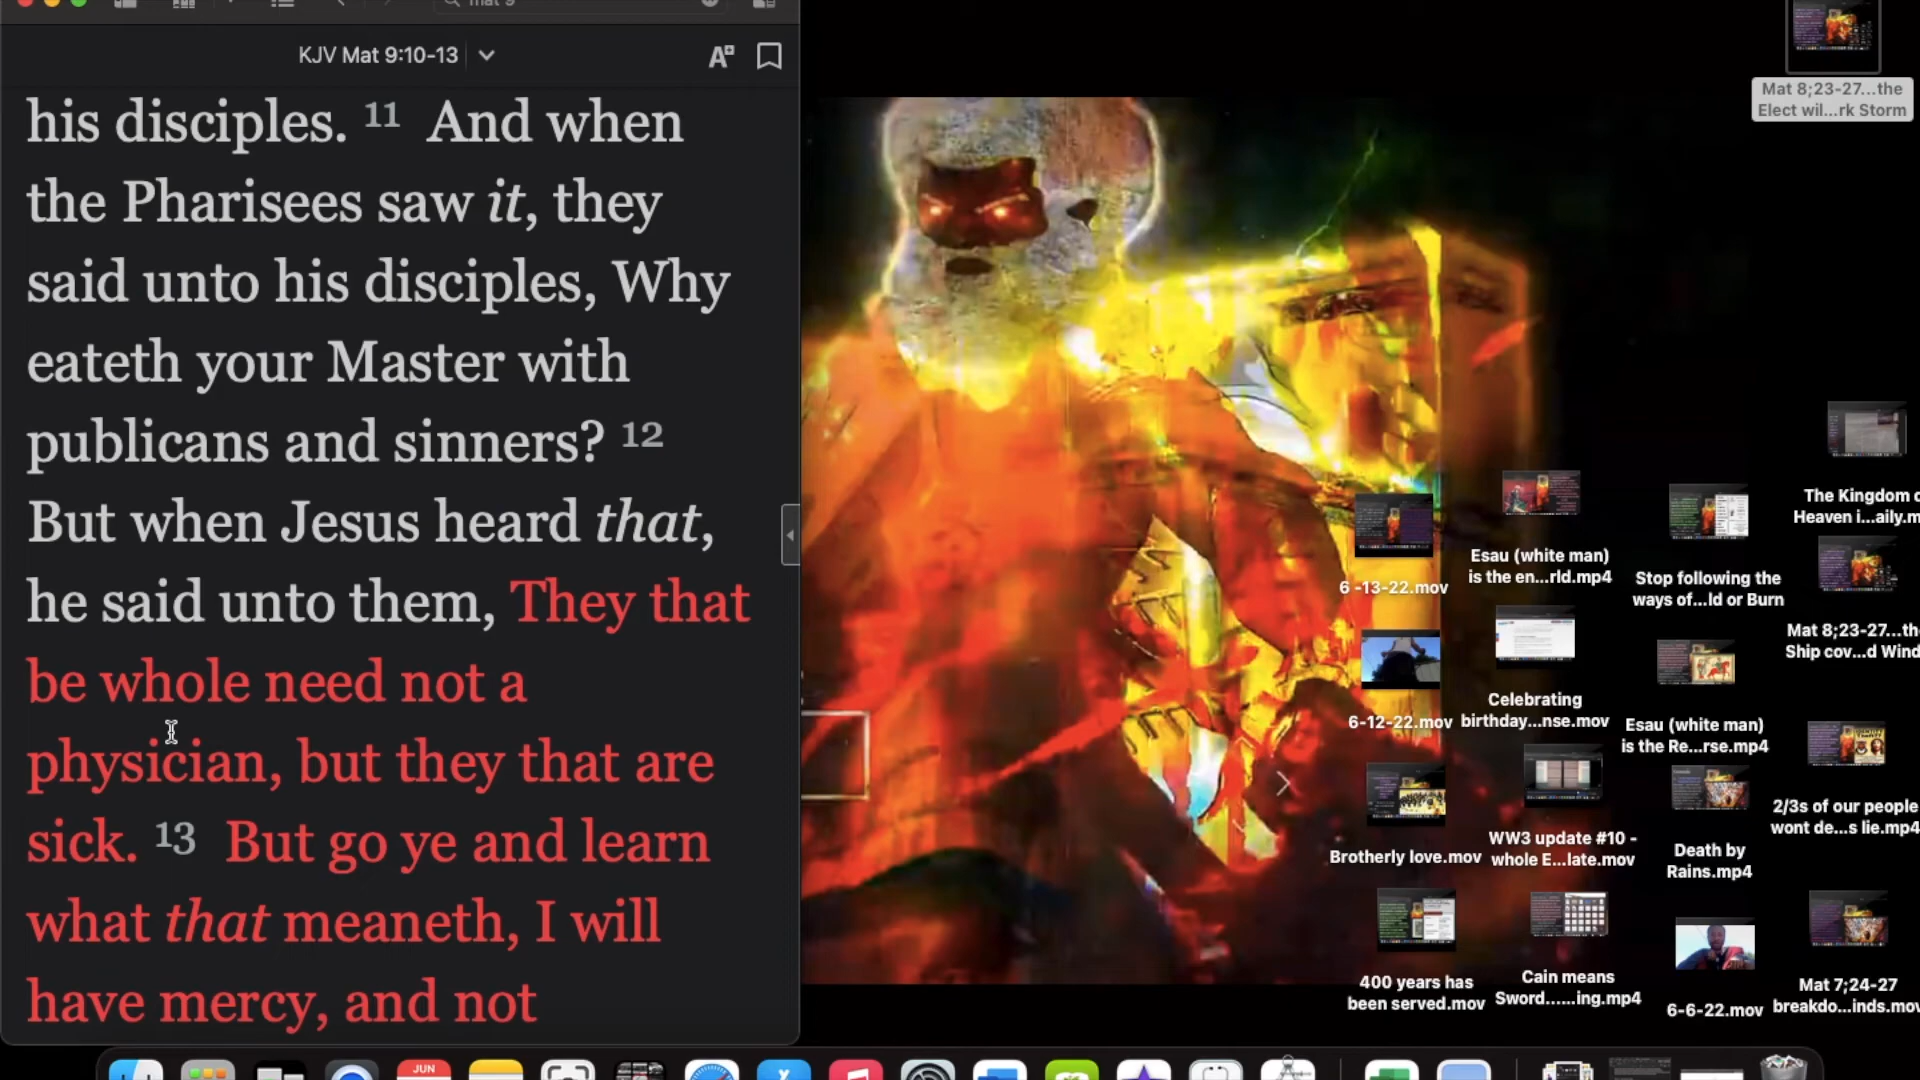 mat 9
KJV Mat 9:10-13
his disciples. 11 And when
the Pharisees saw it, they
said unto his disciples, Why
eateth your Master with
publicans and sinners? 12
But when Jesus heard that,
he said unto them, They that
be whole need not a
physician, but they that are
sick. 13 But go ye and learn
what that meaneth, I will
have mercy, and not
Mat 8;23-27...the
Elect wil...rk Storm
The Kingdom o
Heaven i...aily.m
6 -13-22.mov
Esau (white man)
is the en...rld.mp4
Stop following the
ways of...ld or Burn
Mat 8;23-27...th
Ship cov...d Wind
6-12-22.mov
Celebrating
birthday...nse.mov
Esau (white man)
is the Re...rse.mp4
2/3s of our people
wont de...s lie.mp4
Brotherly love.mov
WW3 update #10 -
whole E...late.mov
Death by
Rains.mp4
400 years has
been served.mov
Cain means
Sword......ing.mp4
6-6-22.mov
Mat 7;24-27
breakdo...inds.mov
JUN